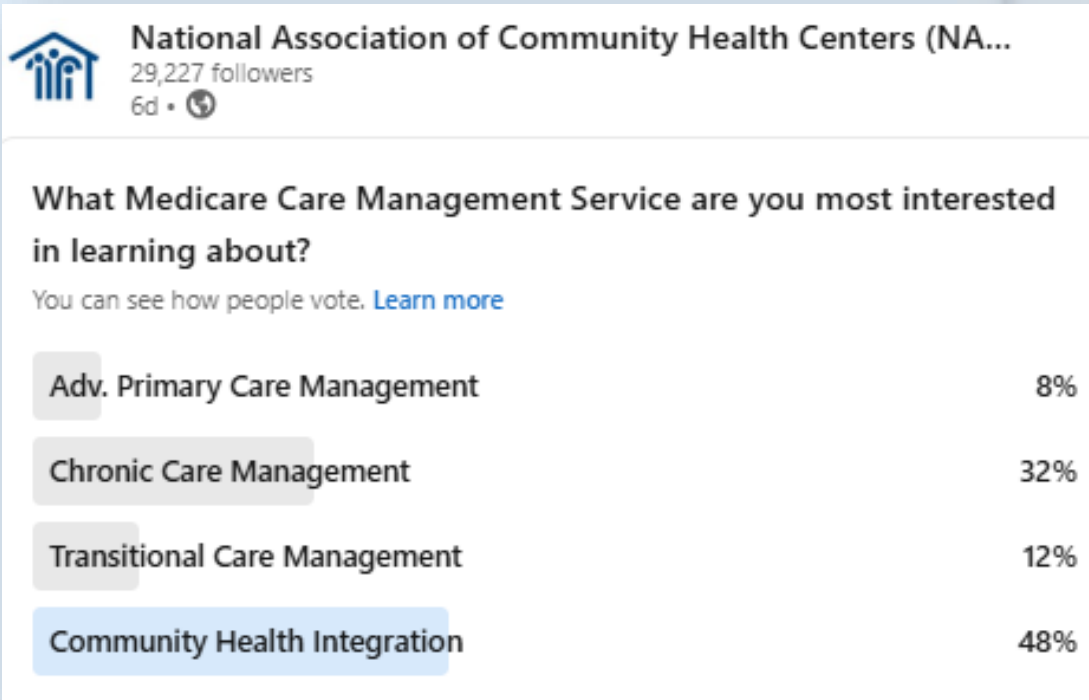 National Association of Community Health Centers (NA...
29,227 followers
6d •
What Medicare Care Management Service are you most interested
in learning about?
You can see how people vote. Learn more
Adv. Primary Care Management 8%
Chronic Care Management 32%
Transitional Care Management 12%
Community Health Integration 48%